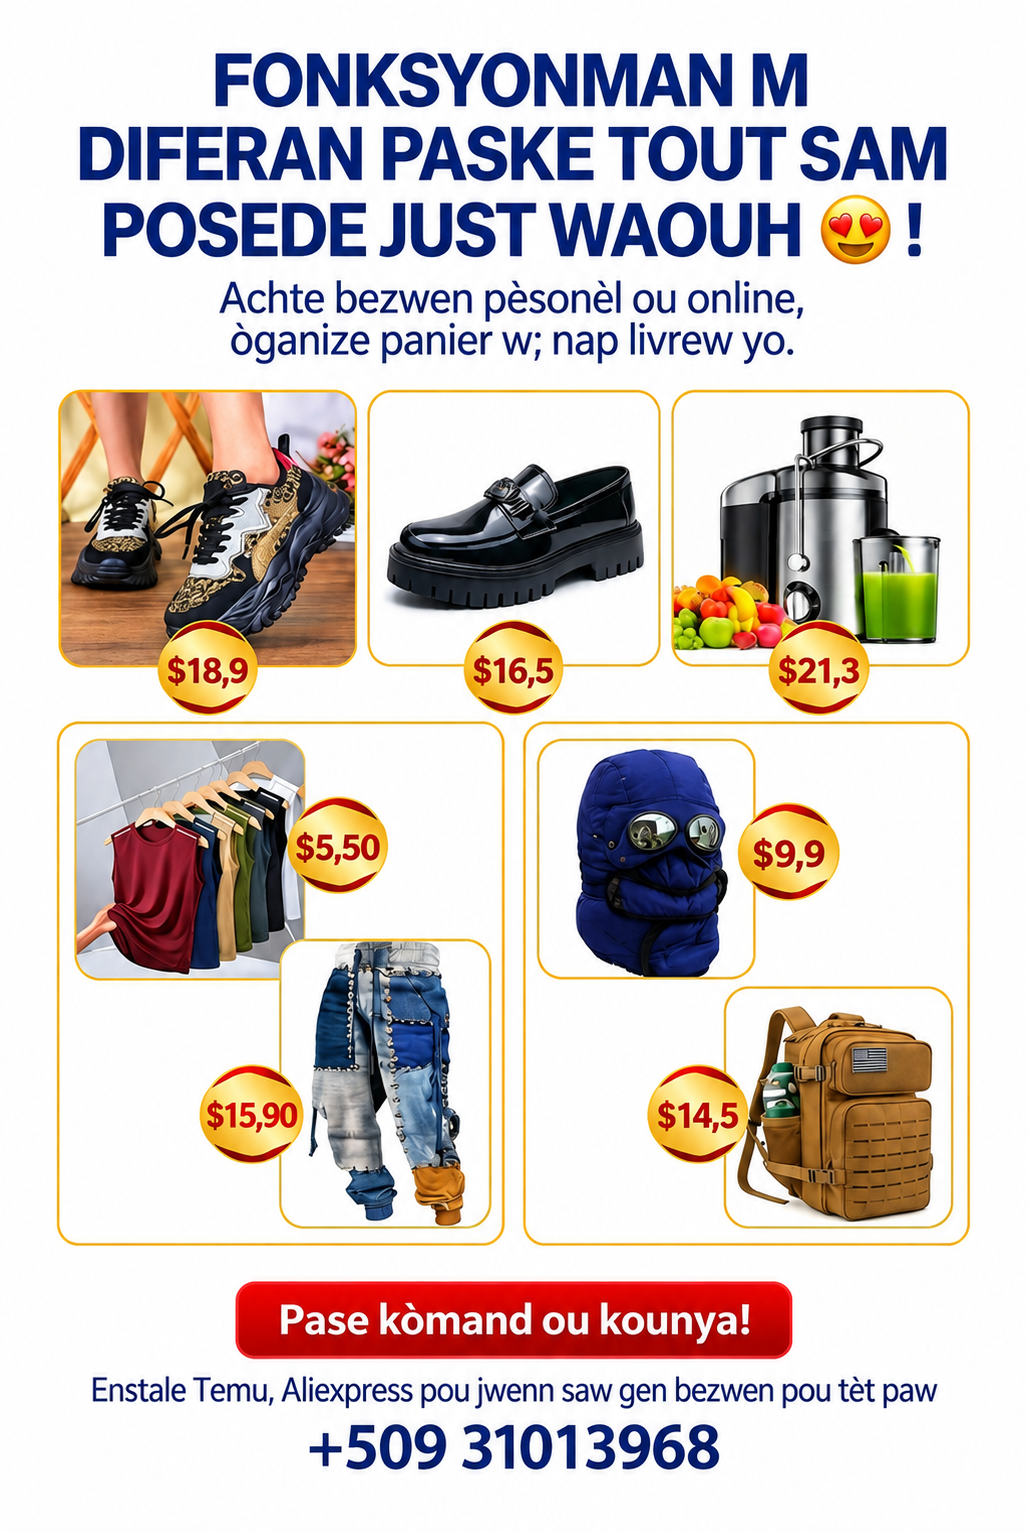 FONKSYONMAN M
DIFERAN PASKE TOUT SAM
POSEDE JUST WAOUH 😍 !
Achte bezwen pèsonèl ou online,
òganize panier w; nap livrew yo.
$18,9
$16,5
$21,3
$5,50
$9,9
$15,90
$14,5
Pase kòmand ou kounya!
Enstale Temu, Aliexpress pou jwenn saw gen bezwen pou tèt paw
+509 31013968